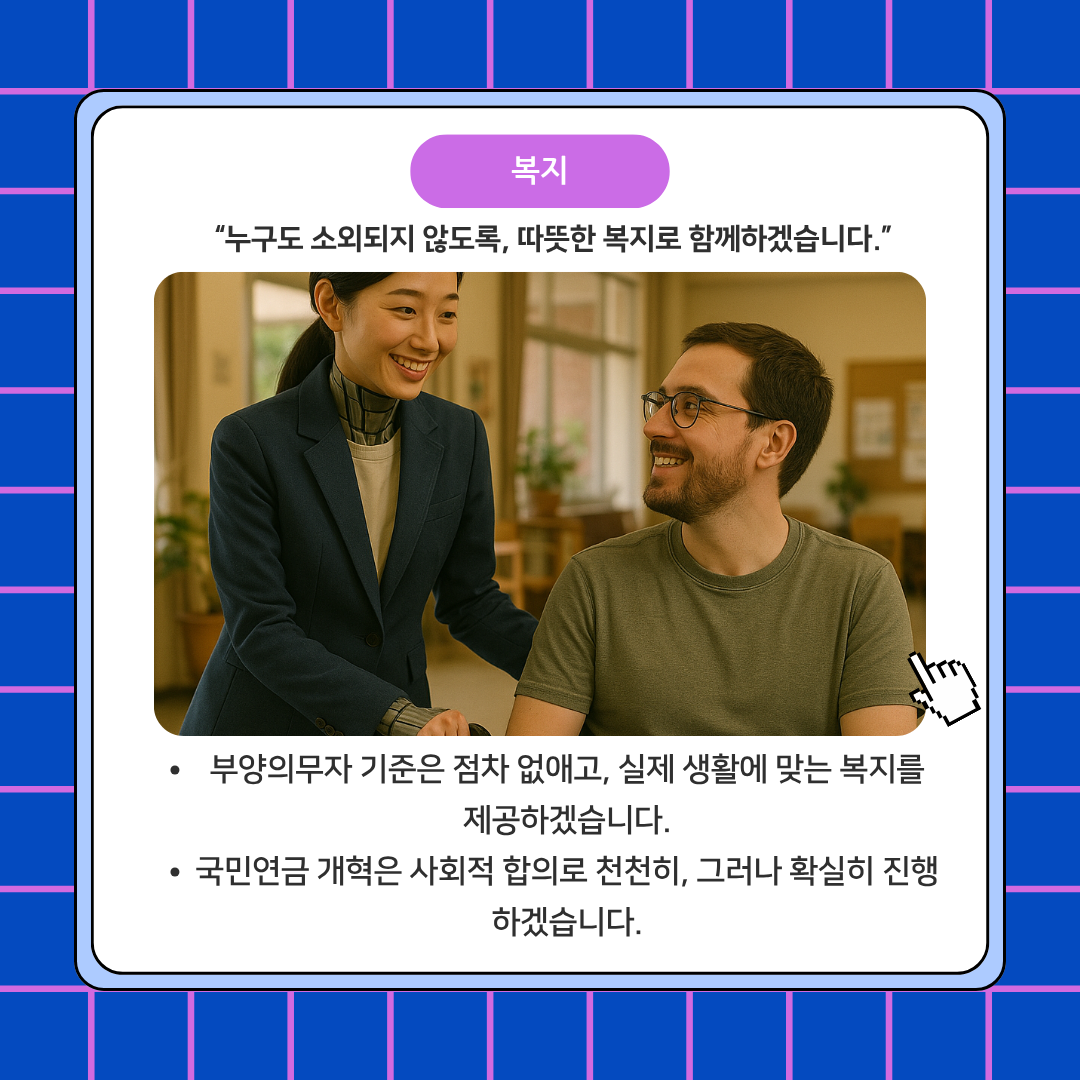 복지
“누구도 소외되지 않도록, 따뜻한 복지로 함께하겠습니다.”
• 부양의무자 기준은 점차 없애고, 실제 생활에 맞는 복지를
제공하겠습니다.
• 국민연금 개혁은 사회적 합의로 천천히, 그러나 확실히 진행
하겠습니다.